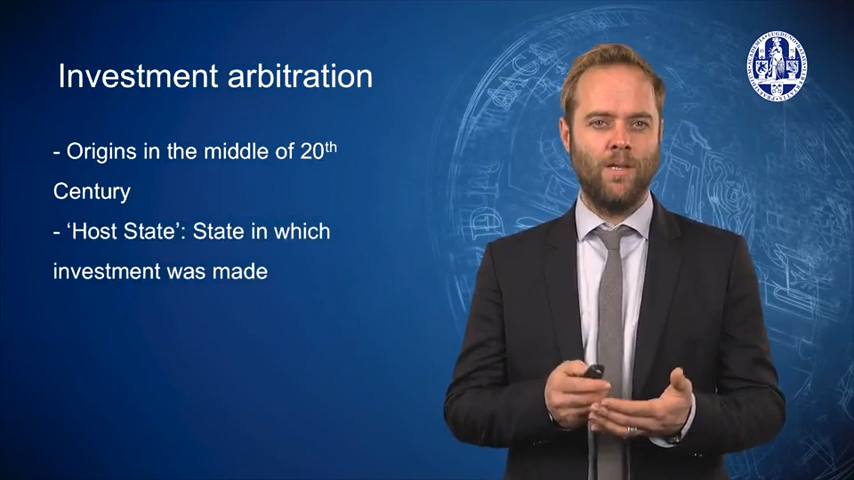 Investment arbitration
- Origins in the middle of 20th
Century
- ‘Host State’: State in which
investment was made